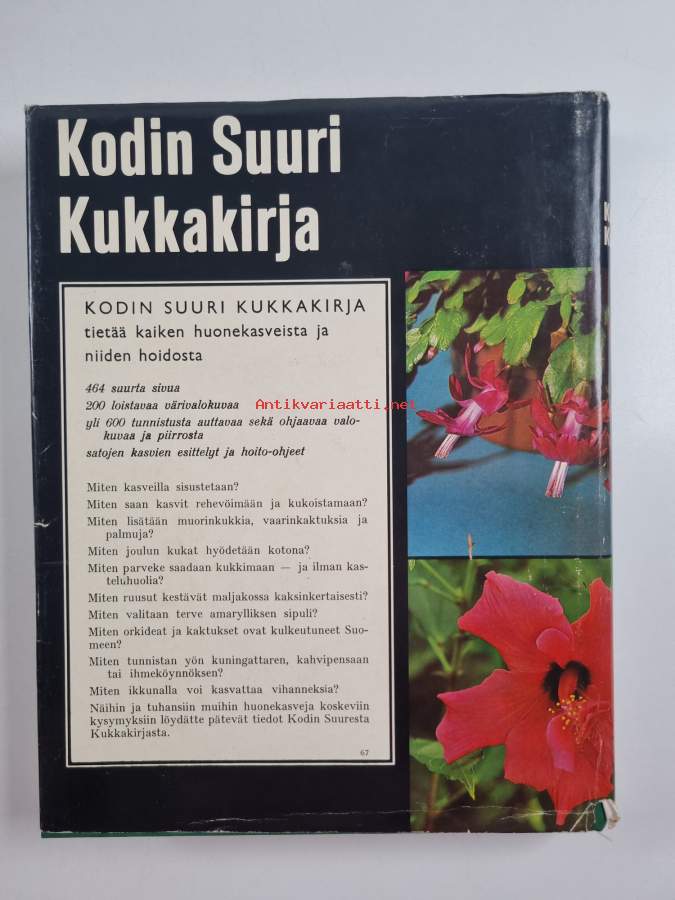 Kodin Suuri
Kukkakirja
KODIN SUURI KUKKAKIRJA
tietää kaiken huonekasveista ja
niiden hoidosta
464 suurta sivua
200 loistavaa värivalokuvaa
yli 600 tunnistusta auttavaa sekä ohjaavaa valo-
kuvaa ja piirrosta
satojen kasvien esittelyt ja hoito-ohjeet
Antikvariaatti.net
Miten kasveilla sisustetaan?
Miten saan kasvit rehevöimään ja kukoistamaan?
Miten lisätään muorinkukkia, vaarinkaktuksia ja
palmuja?
Miten joulun kukat hyödetään kotona?
Miten parveke saadaan kukkimaan — ja ilman kas-
teluhuolia?
Miten ruusut kestävät maljakossa kaksinkertaisesti?
Miten valitaan terve amarylliksen sipuli?
Miten orkideat ja kaktukset ovat kulkeutuneet Suo-
meen?
Miten tunnistan yön kuningattaren, kahvipensaan
tai ihmeköynnöksen?
Miten ikkunalla voi kasvattaa vihanneksia?
Näihin ja tuhansiin muihin huonekasveja koskeviin
kysymyksiin löydätte pätevät tiedot Kodin Suuresta
Kukkakirjasta.
67
K
K